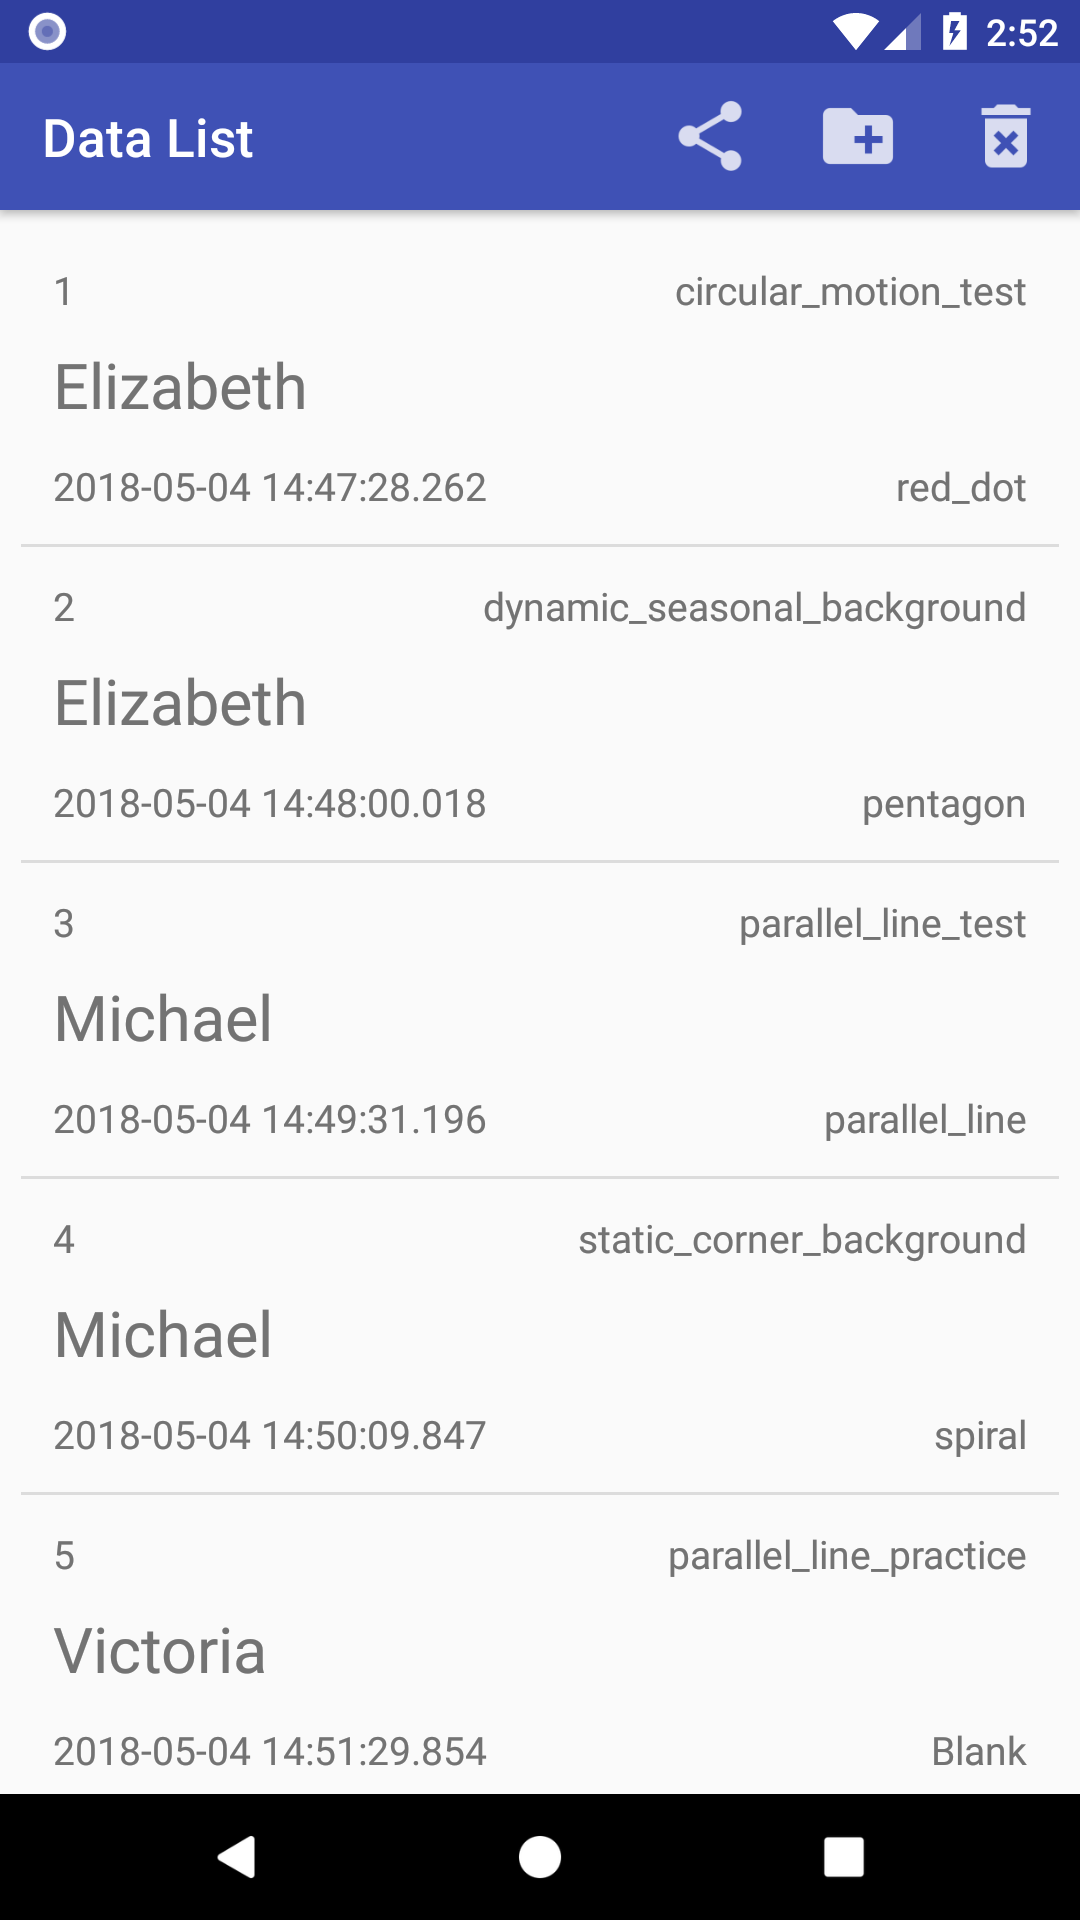 2:52
Data List
1 circular_motion_test
Elizabeth
2018-05-04 14:47:28.262 red_dot
2 dynamic_seasonal_background
Elizabeth
2018-05-04 14:48:00.018 pentagon
3 parallel_line_test
Michael
2018-05-04 14:49:31.196 parallel_line
4 static_corner_background
Michael
2018-05-04 14:50:09.847 spiral
5 parallel_line_practice
Victoria
2018-05-04 14:51:29.854 Blank